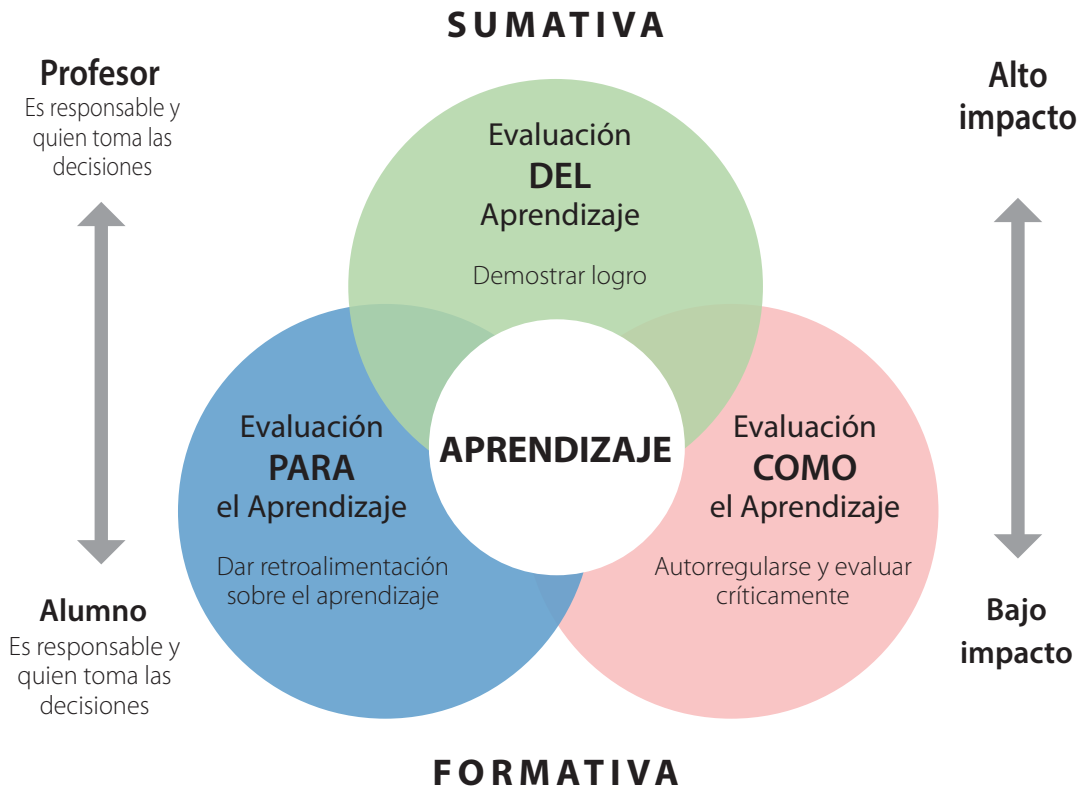 SUMATIVA
Profesor
Es responsable y
quien toma las
decisiones
Alto
impacto
Evaluación
DEL
Aprendizaje
Demostrar logro
Evaluación
PARA
el Aprendizaje
Dar retroalimentación
sobre el aprendizaje
APRENDIZAJE
Evaluación
COMO
el Aprendizaje
Autorregularse y evaluar
críticamente
Alumno
Es responsable y
quien toma las
decisiones
Bajo
impacto
FORMATIVA